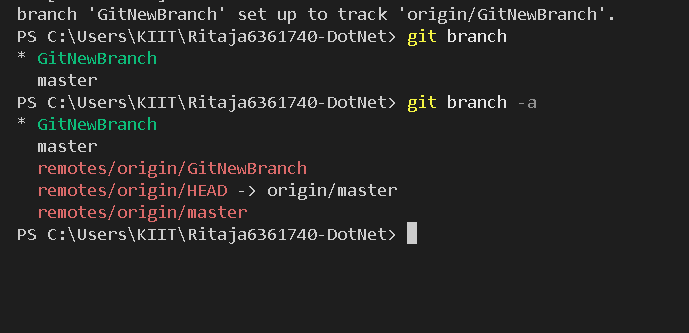 branch 'GitNewBranch' set up to track 'origin/GitNewBranch'.
PS C:\Users\KIIT\Ritaja6361740-DotNet> git branch
* GitNewBranch
  master
PS C:\Users\KIIT\Ritaja6361740-DotNet> git branch -a
* GitNewBranch
  master
  remotes/origin/GitNewBranch
  remotes/origin/HEAD -> origin/master
  remotes/origin/master
PS C:\Users\KIIT\Ritaja6361740-DotNet>